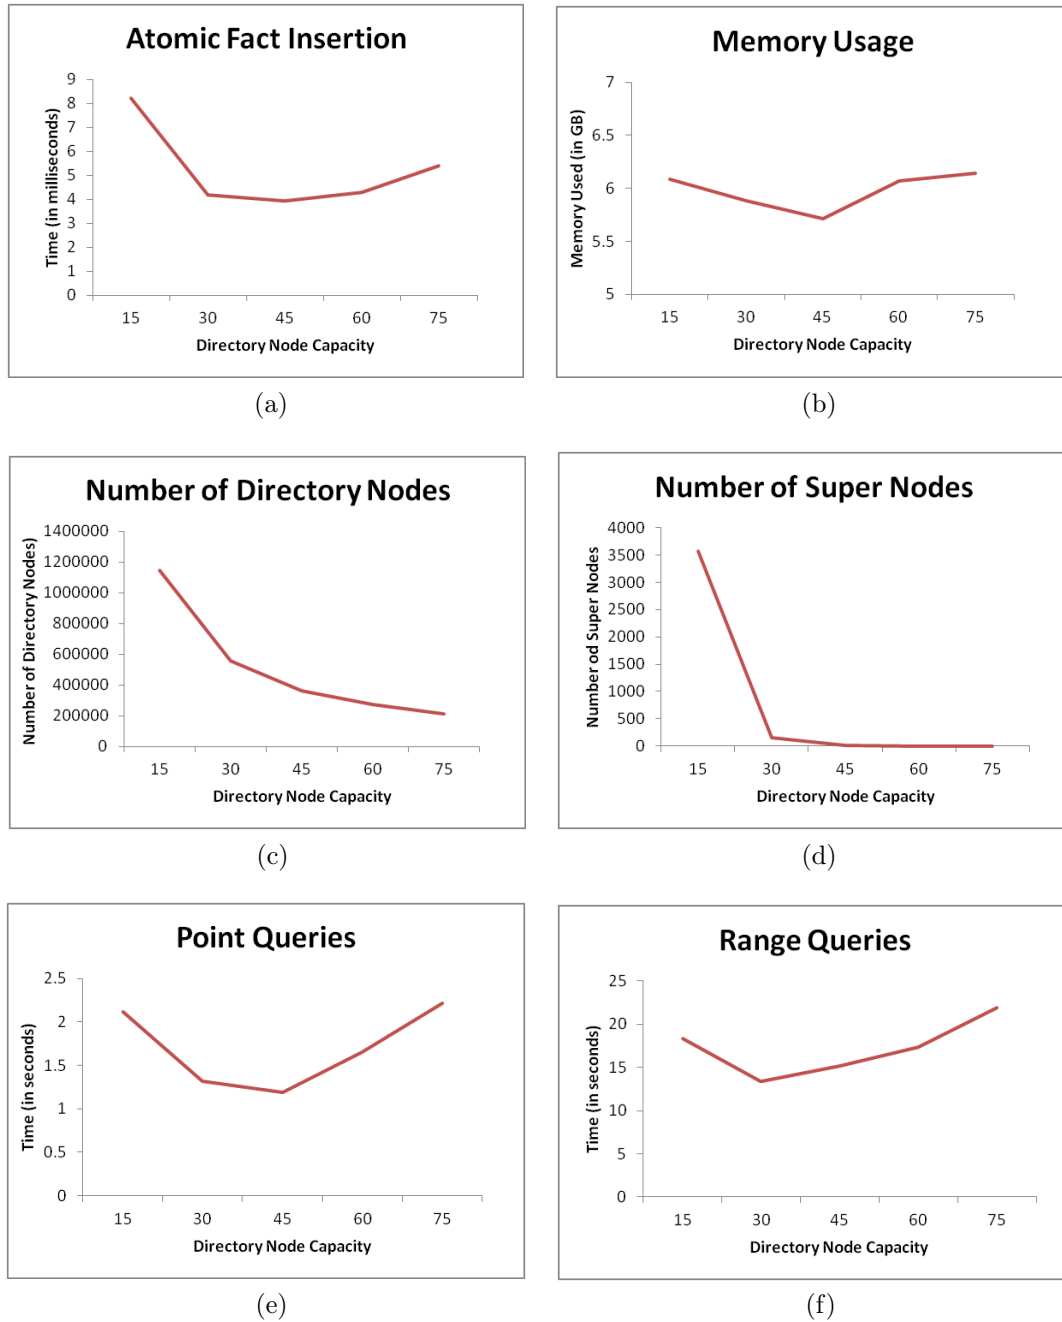 Atomic Fact Insertion
Time (in milliseconds)
9
8
7
6
5
4
3
2
1
0
15 30 45 60 75
Directory Node Capacity
(a)
Memory Usage
Memory Used (in GB)
7
6.5
6
5.5
5
15 30 45 60 75
Directory Node Capacity
(b)
Number of Directory Nodes
Number of Directory Nodes)
1400000
1200000
1000000
800000
600000
400000
200000
0
15 30 45 60 75
Directory Node Capacity
(c)
Number of Super Nodes
Number od Super Nodes
4000
3500
3000
2500
2000
1500
1000
500
0
15 30 45 60 75
Directory Node Capacity
(d)
Point Queries
Time (in seconds)
2.5
2
1.5
1
0.5
0
15 30 45 60 75
Directory Node Capacity
(e)
Range Queries
Time (in seconds)
25
20
15
10
5
0
15 30 45 60 75
Directory Node Capacity
(f)